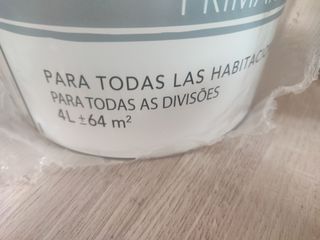 PARA TODAS LAS
PARA TODAS AS DIVISÕES
4L ± 64 m²